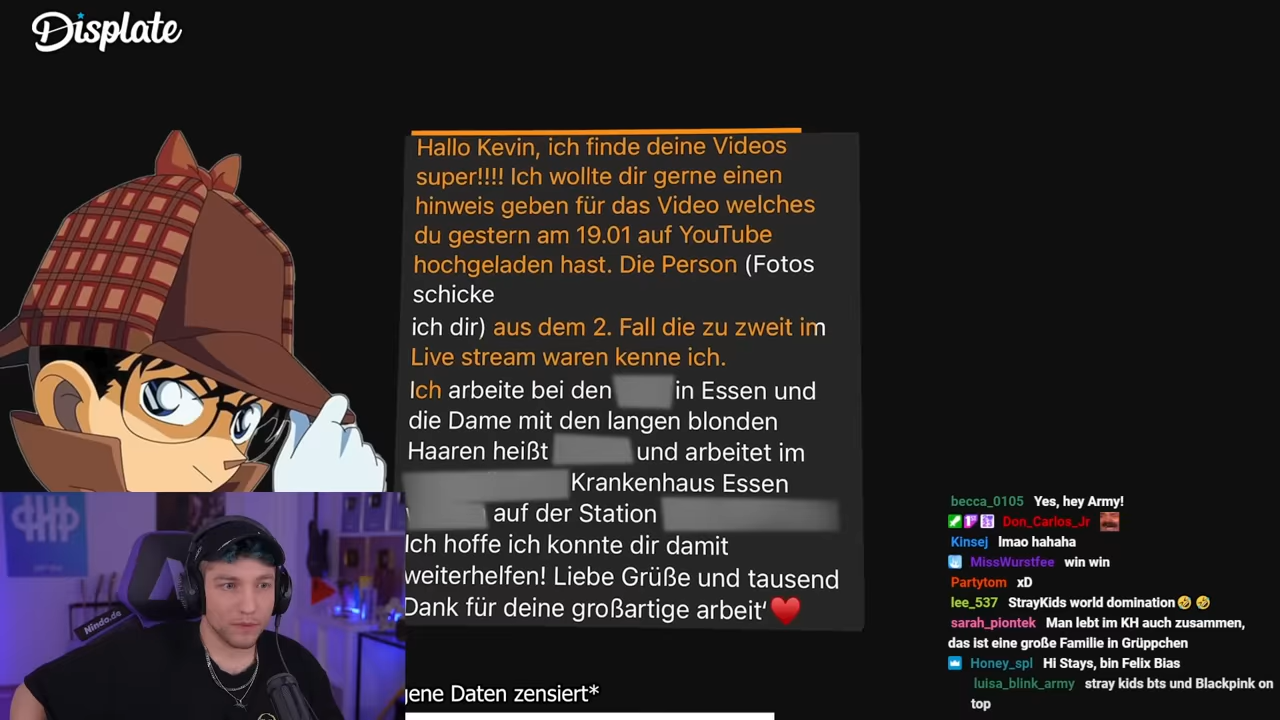 Displate
Hallo Kevin, ich finde deine Videos
super!!!! Ich wollte dir gerne einen
hinweis geben für das Video welches
du gestern am 19.01 auf YouTube
hochgeladen hast. Die Person (Fotos
schicke
ich dir) aus dem 2. Fall die zu zweit im
Live stream waren kenne ich.
Ich arbeite bei den in Essen und
die Dame mit den langen blonden
Haaren heißt und arbeitet im
Krankenhaus Essen
auf der Station
Ich hoffe ich konnte dir damit
weiterhelfen! Liebe Grüße und tausend
Dank für deine großartige arbeit‘❤️
gene Daten zensiert*
Nindo.de
becca_0105 Yes, hey Army!
Don_Carlos_Jr
Kinsej lmao hahaha
MissWurstfee win win
Partytom xD
lee_537 StrayKids world domination🤣 🤣
sarah_piontek Man lebt im KH auch zusammen,
das ist eine große Familie in Grüppchen
Honey_spl Hi Stays, bin Felix Bias
luisa_blink_army stray kids bts und Blackpink on
top